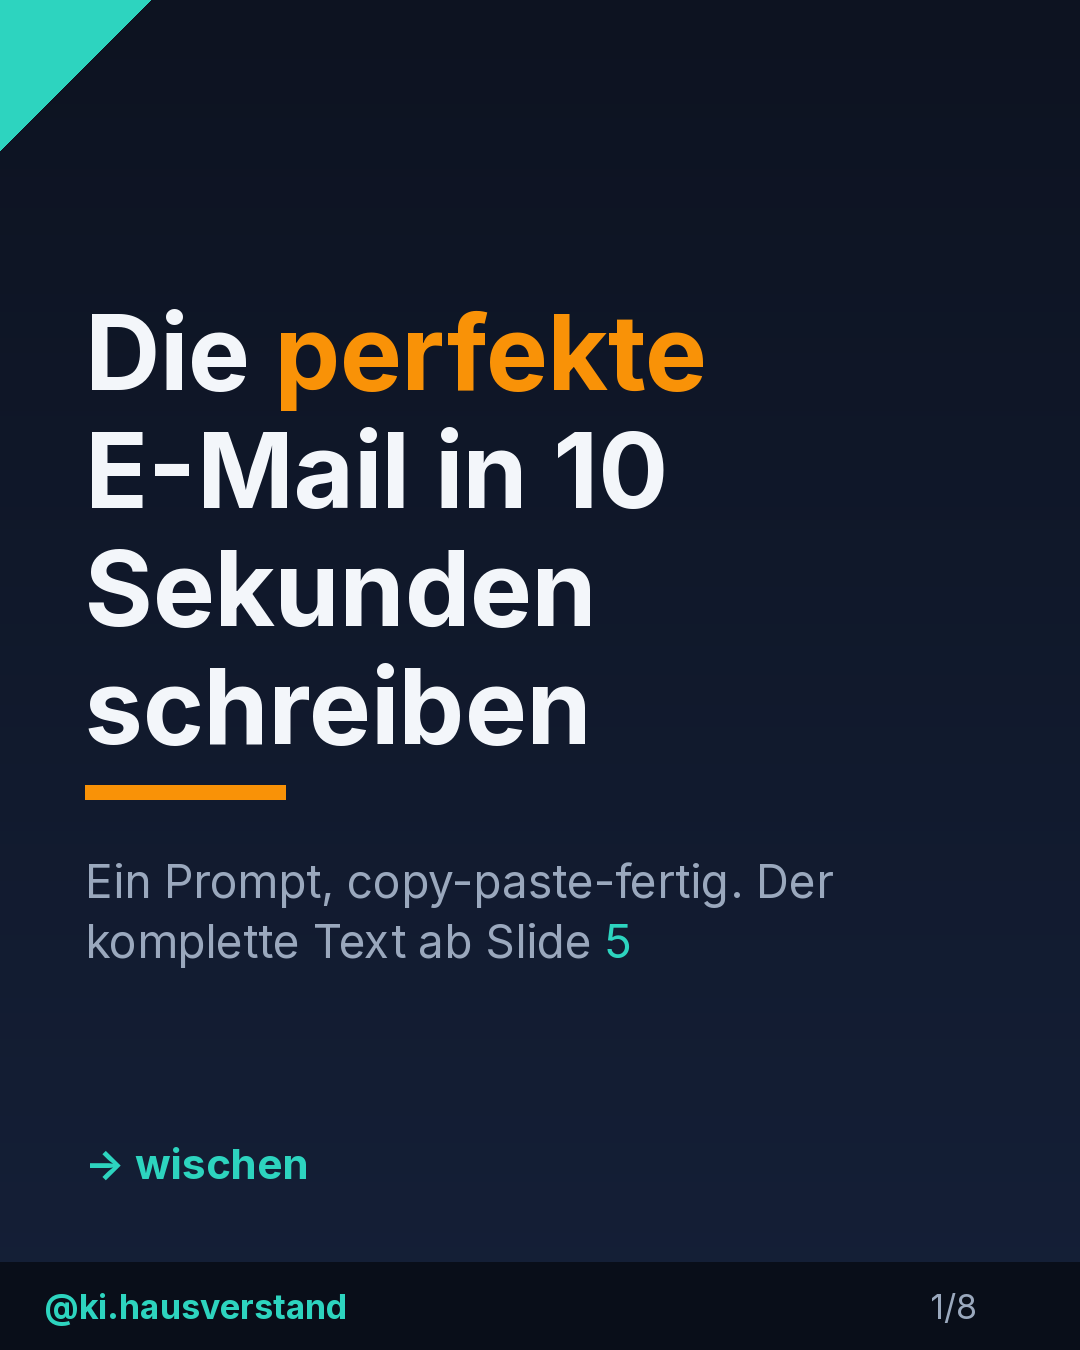 Die perfekte
E-Mail in 10
Sekunden
schreiben
Ein Prompt, copy-paste-fertig. Der
komplette Text ab Slide 5
→ wischen
@ki.hausverstand
1/8